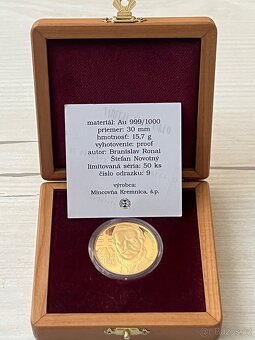 materiál: Au 999/1000
priemer: 30 mm
hmotnosť: 15,7 g
vyhotovenie: proof
autor: Branislav Ronai
Štefan Novotný
limitovaná séria: 50 ks
číslo odrazku: 9
výrobca:
Mincovňa Kremnica, š.p.